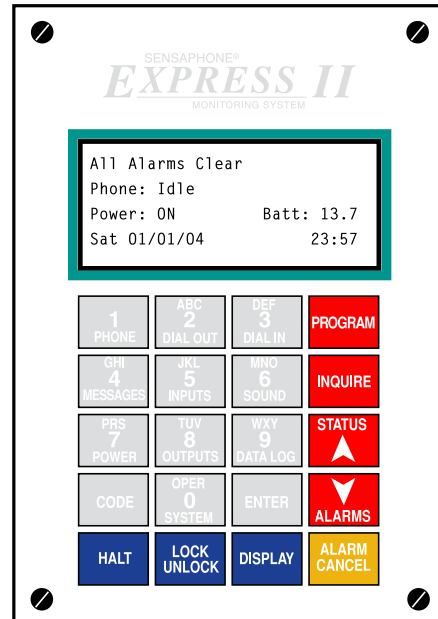 SENSAPHONE®
EXPRESS II
MONITORING SYSTEM
All Alarms Clear
Phone: Idle
Power: ON Batt: 13.7
Sat 01/01/04 23:57
1
PHONE
ABC
2
DIAL OUT
DEF
3
DIAL IN
PROGRAM
GHI
4
MESSAGES
JKL
5
INPUTS
MNO
6
SOUND
INQUIRE
PRS
7
POWER
TUV
8
OUTPUTS
WXY
9
DATA LOG
STATUS
CODE
OPER
0
SYSTEM
ENTER
ALARMS
HALT
LOCK
UNLOCK
DISPLAY
ALARM
CANCEL